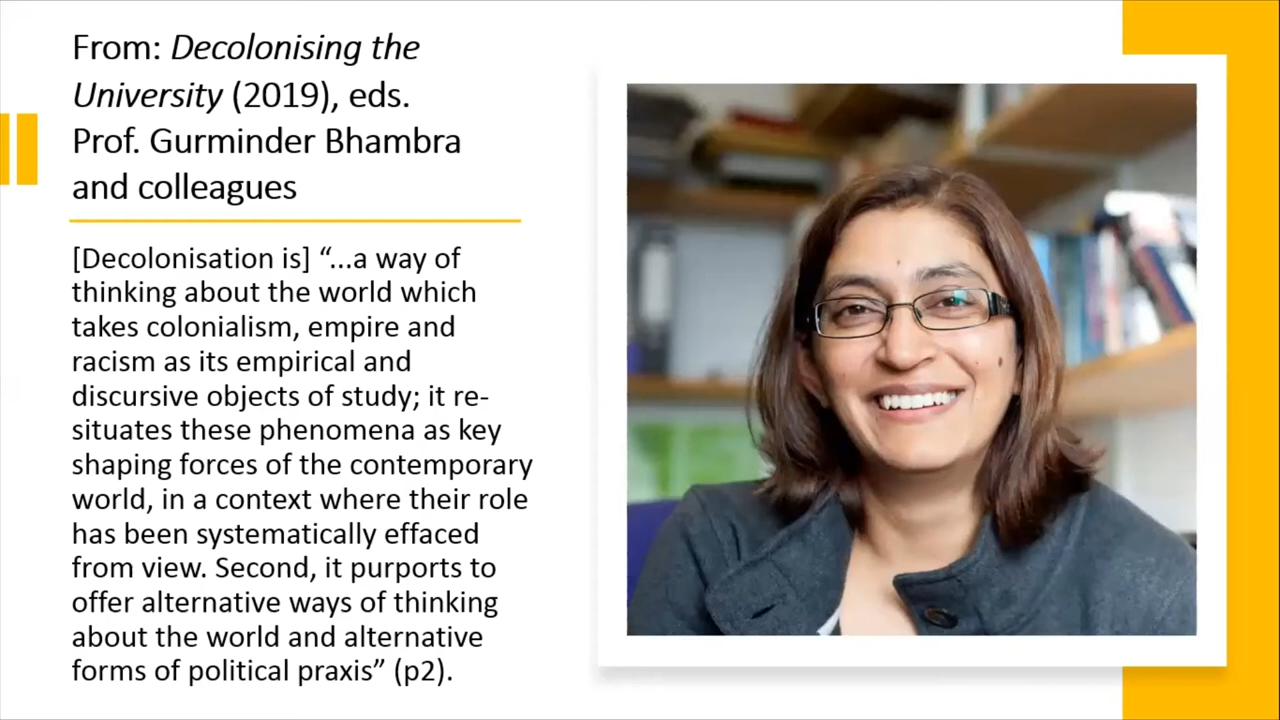 From: Decolonising the
University (2019), eds.
Prof. Gurminder Bhambra
and colleagues
[Decolonisation is] “...a way of
thinking about the world which
takes colonialism, empire and
racism as its empirical and
discursive objects of study; it re-
situates these phenomena as key
shaping forces of the contemporary
world, in a context where their role
has been systematically effaced
from view. Second, it purports to
offer alternative ways of thinking
about the world and alternative
forms of political praxis” (p2).